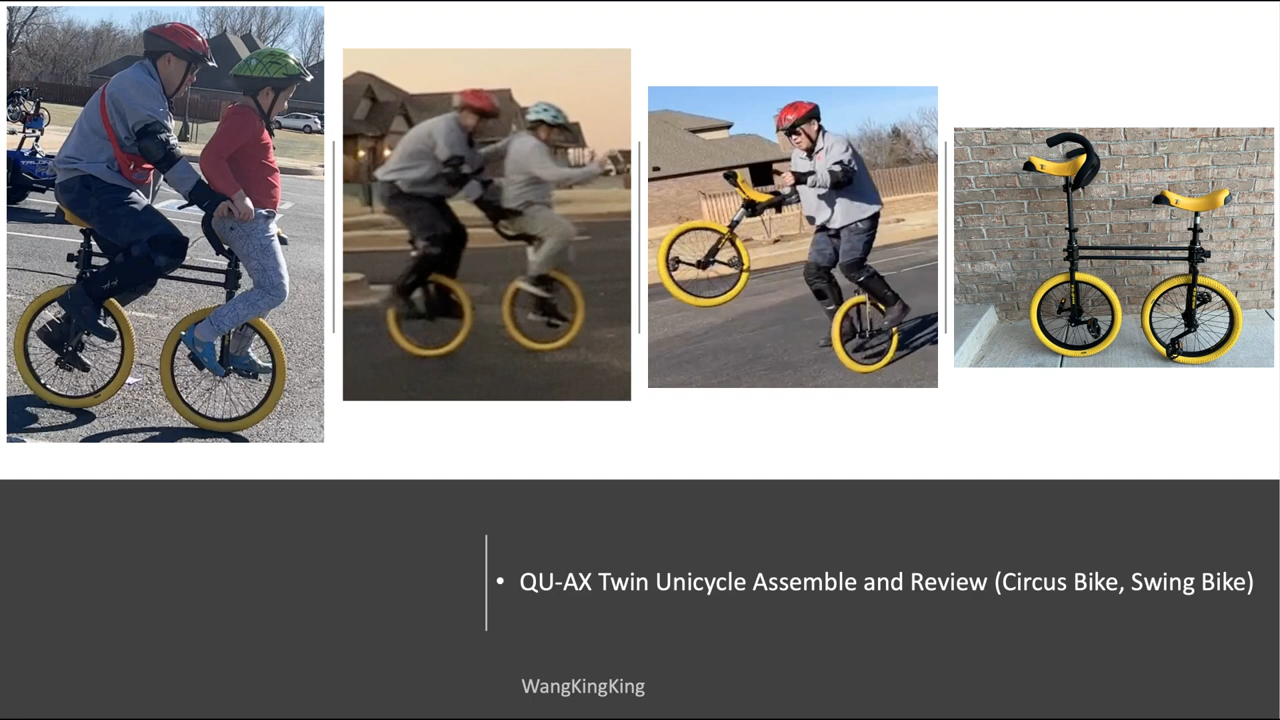 • QU-AX Twin Unicycle Assemble and Review (Circus Bike, Swing Bike)
WangKingKing